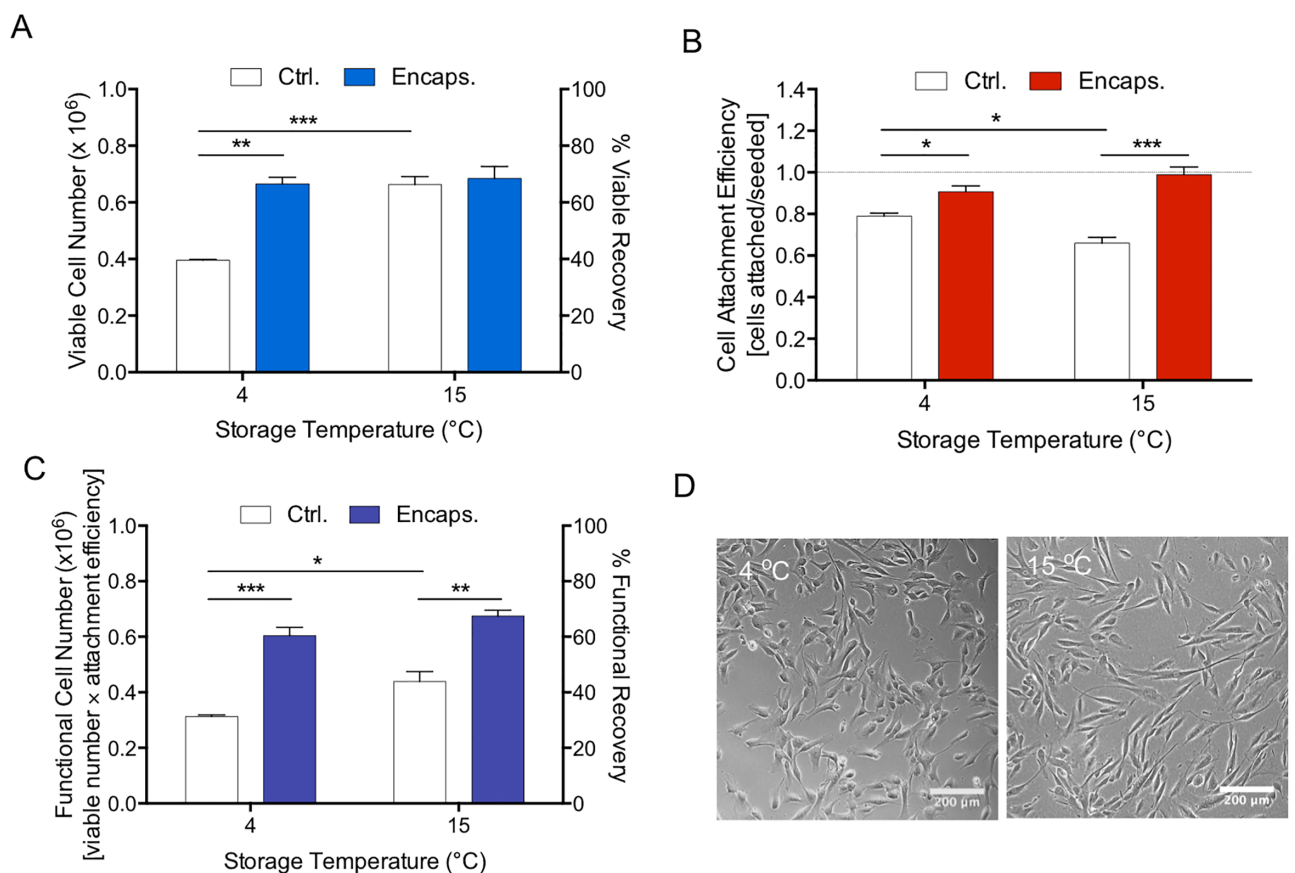 A
Ctrl. Encaps.
Viable Cell Number (x 10⁶)
1.0
0.8
0.6
0.4
0.2
0.0
***
**
100
80
60
40
20
0
% Viable Recovery
4 15
Storage Temperature (°C)
B
Ctrl. Encaps.
Cell Attachment Efficiency
[cells attached/seeded]
1.4
1.2
1.0
0.8
0.6
0.4
0.2
0.0
*
* ***
4 15
Storage Temperature (°C)
C
Ctrl. Encaps.
Functional Cell Number (x10⁶)
[viable number × attachment efficiency]
1.0
0.8
0.6
0.4
0.2
0.0
*
*** **
100
80
60
40
20
0
% Functional Recovery
4 15
Storage Temperature (°C)
D
4 °C
200 µm
15 °C
200 µm